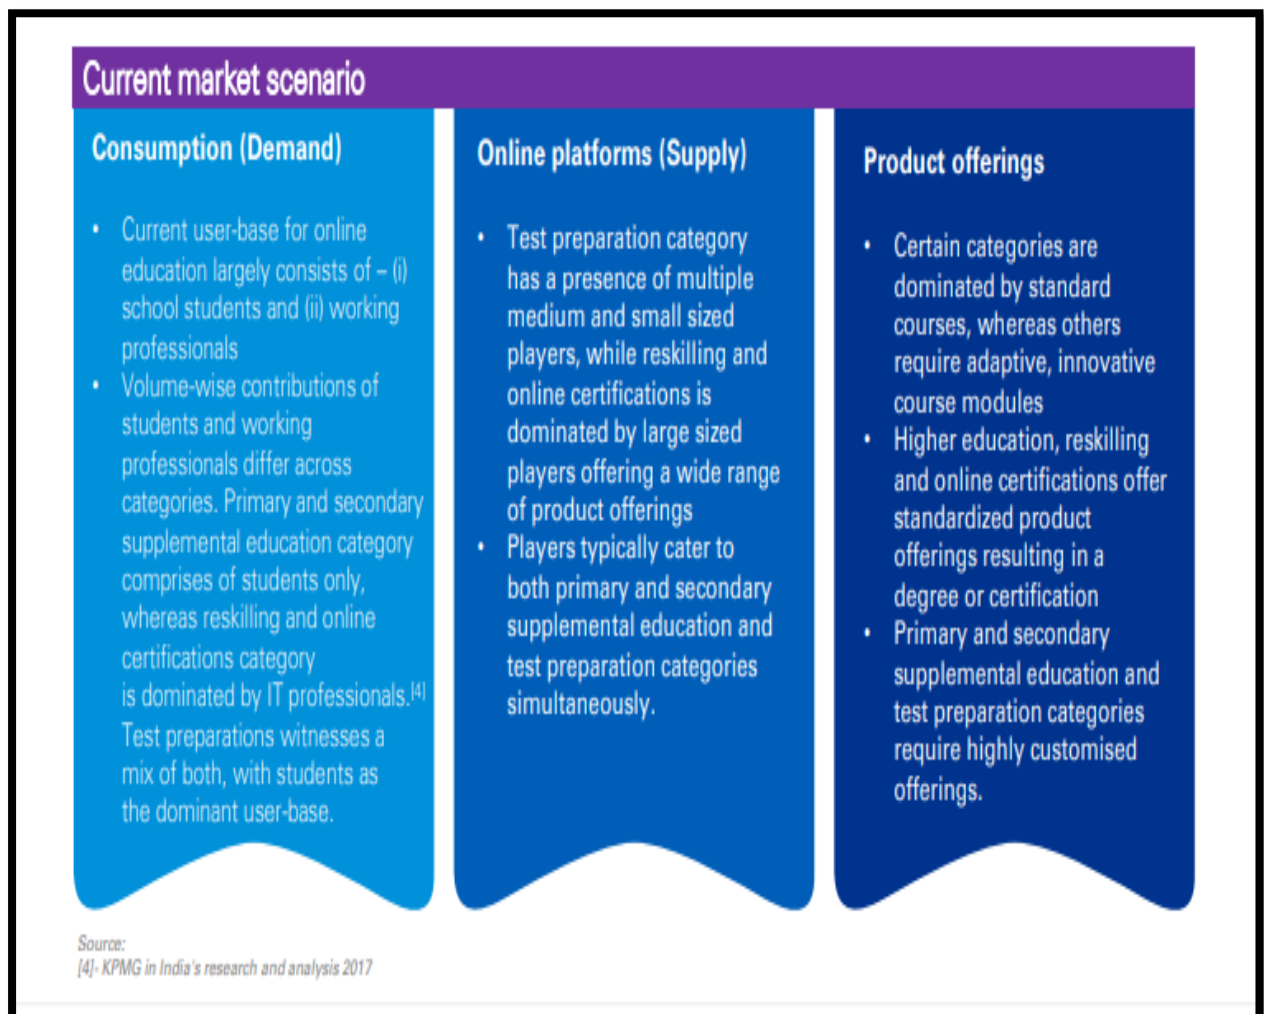 Current market scenario
Consumption (Demand)
• Current user-base for online
education largely consists of – (i)
school students and (ii) working
professionals
• Volume-wise contributions of
students and working
professionals differ across
categories. Primary and secondary
supplemental education category
comprises of students only,
whereas reskilling and online
certifications category
is dominated by IT professionals.[4]
Test preparations witnesses a
mix of both, with students as
the dominant user-base.
Online platforms (Supply)
• Test preparation category
has a presence of multiple
medium and small sized
players, while reskilling and
online certifications is
dominated by large sized
players offering a wide range
of product offerings
• Players typically cater to
both primary and secondary
supplemental education and
test preparation categories
simultaneously.
Product offerings
• Certain categories are
dominated by standard
courses, whereas others
require adaptive, innovative
course modules
• Higher education, reskilling
and online certifications offer
standardized product
offerings resulting in a
degree or certification
• Primary and secondary
supplemental education and
test preparation categories
require highly customised
offerings.
Source:
[4]- KPMG in India's research and analysis 2017